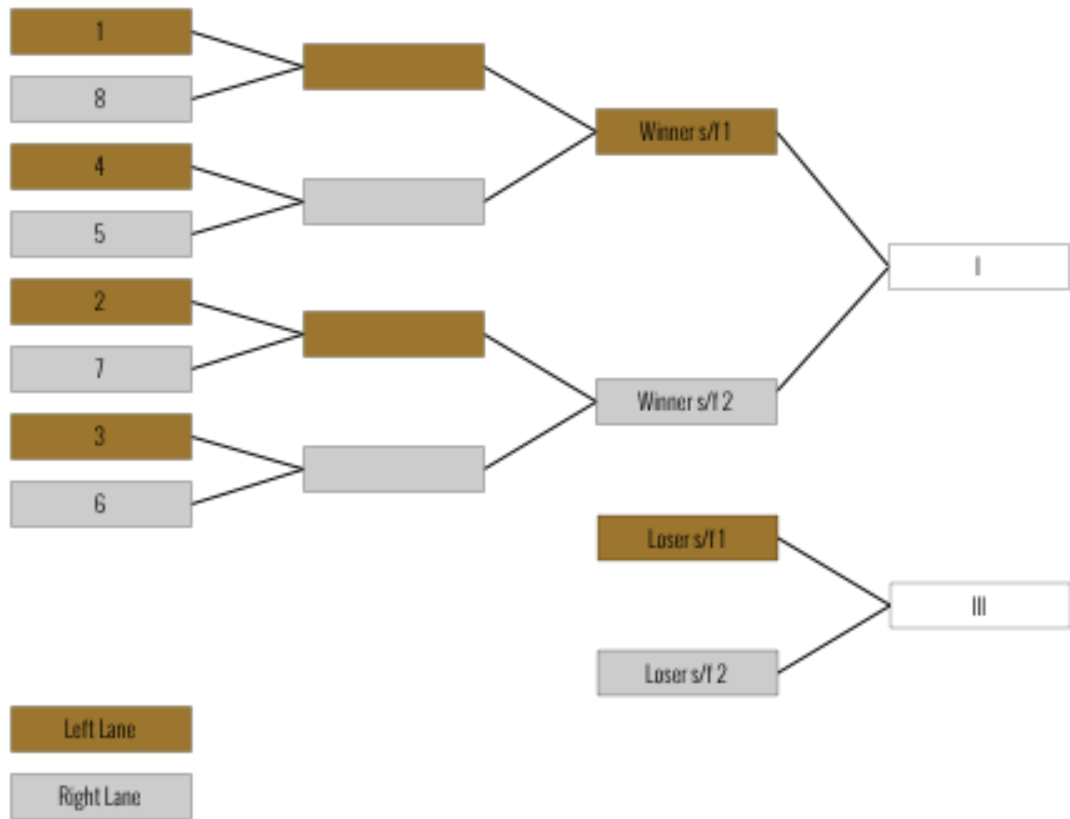 1
8
4
5
2
7
3
6
Winner s/f 1
Winner s/f 2
I
Loser s/f 1
Loser s/f 2
III
Left Lane
Right Lane